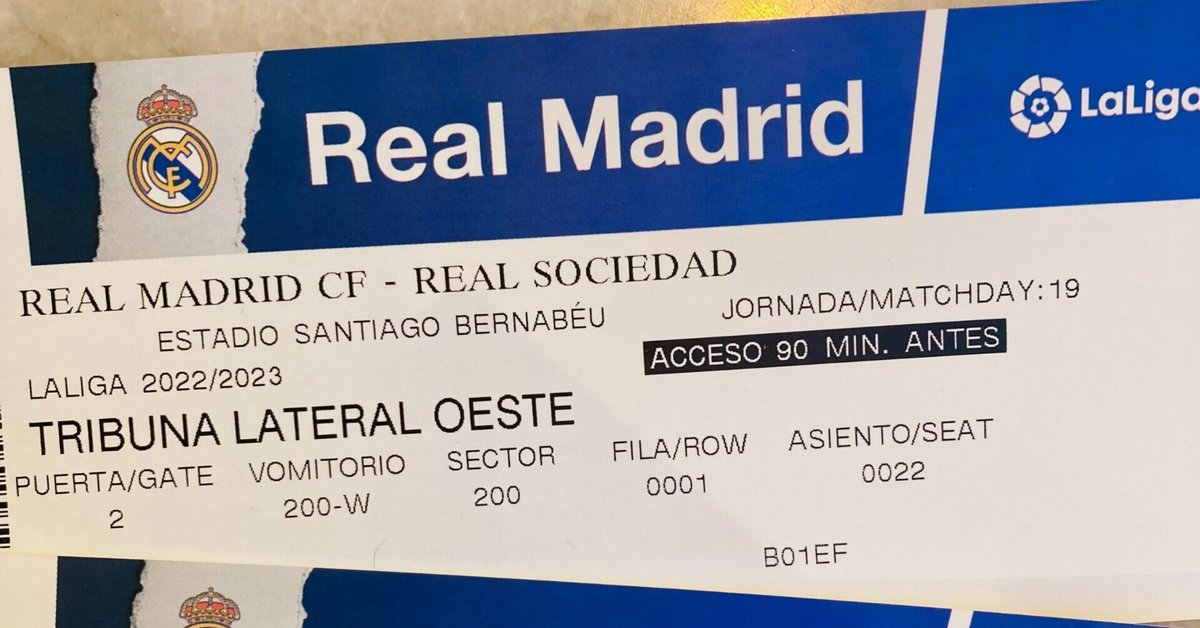 Real Madrid
LaLiga
REAL MADRID CF - REAL SOCIEDAD
ESTADIO SANTIAGO BERNABÉU
JORNADA/MATCHDAY: 19
LALIGA 2022/2023
ACCESO 90 MIN. ANTES
TRIBUNA LATERAL OESTE
PUERTA/GATE VOMITORIO SECTOR FILA/ROW ASIENTO/SEAT
2 200-W 200 0001 0022
B01EF